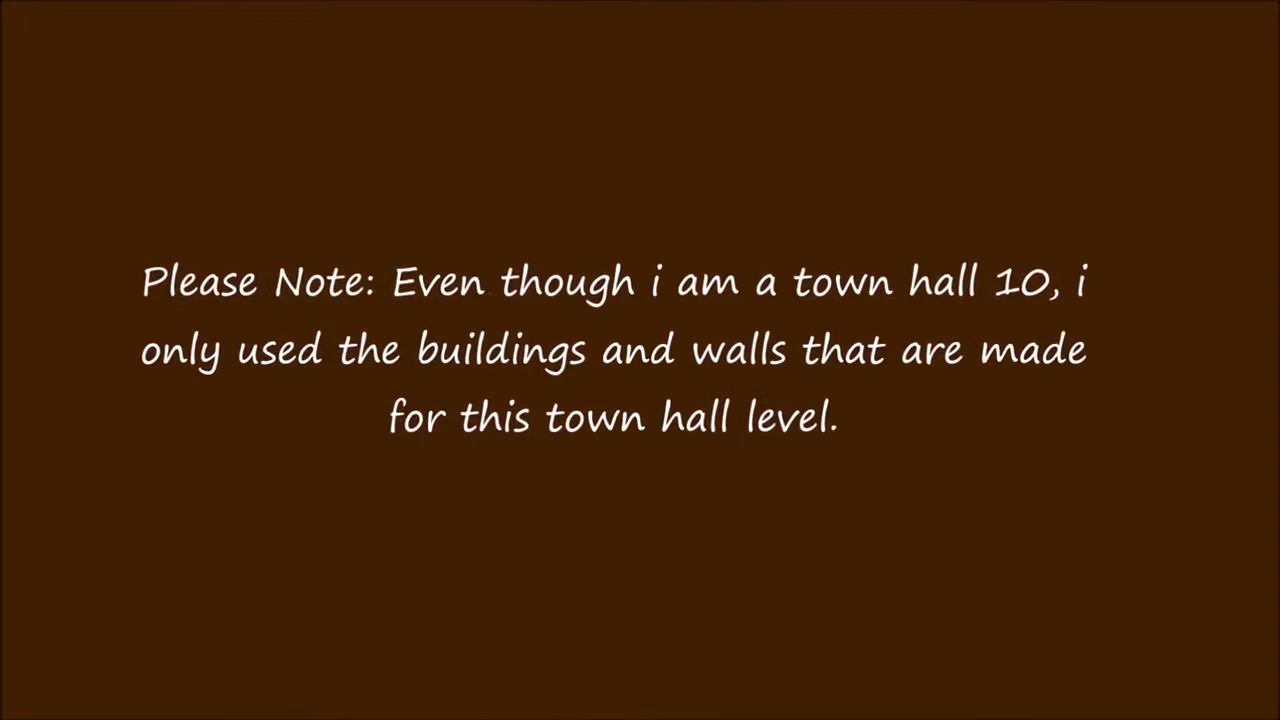 Please Note: Even though i am a town hall 10, i
only used the buildings and walls that are made
for this town hall level.